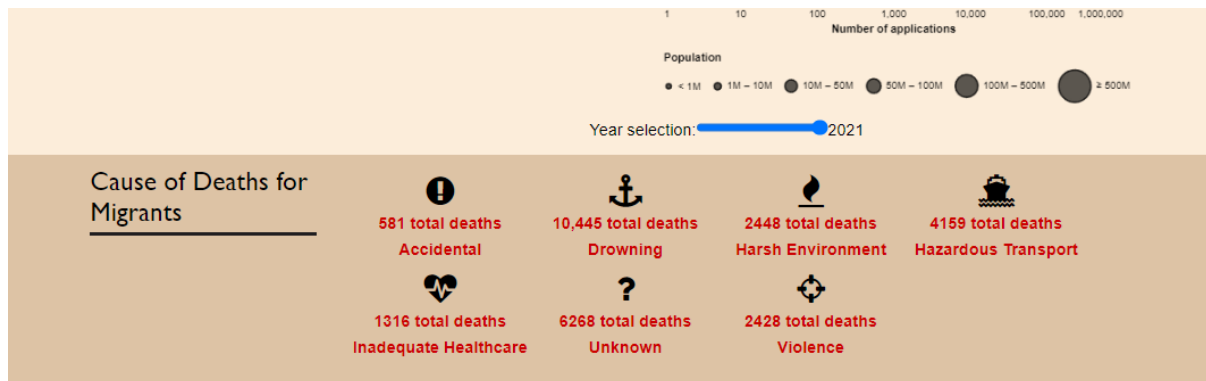 1 10 100 1,000 10,000 100,000 1,000,000
Number of applications
Population
< 1M 1M – 10M 10M – 50M 50M – 100M 100M – 500M ≥ 500M
Year selection: 2021
Cause of Deaths for
Migrants
581 total deaths 10,445 total deaths 2448 total deaths 4159 total deaths
Accidental Drowning Harsh Environment Hazardous Transport
?
1316 total deaths 6268 total deaths 2428 total deaths
Inadequate Healthcare Unknown Violence